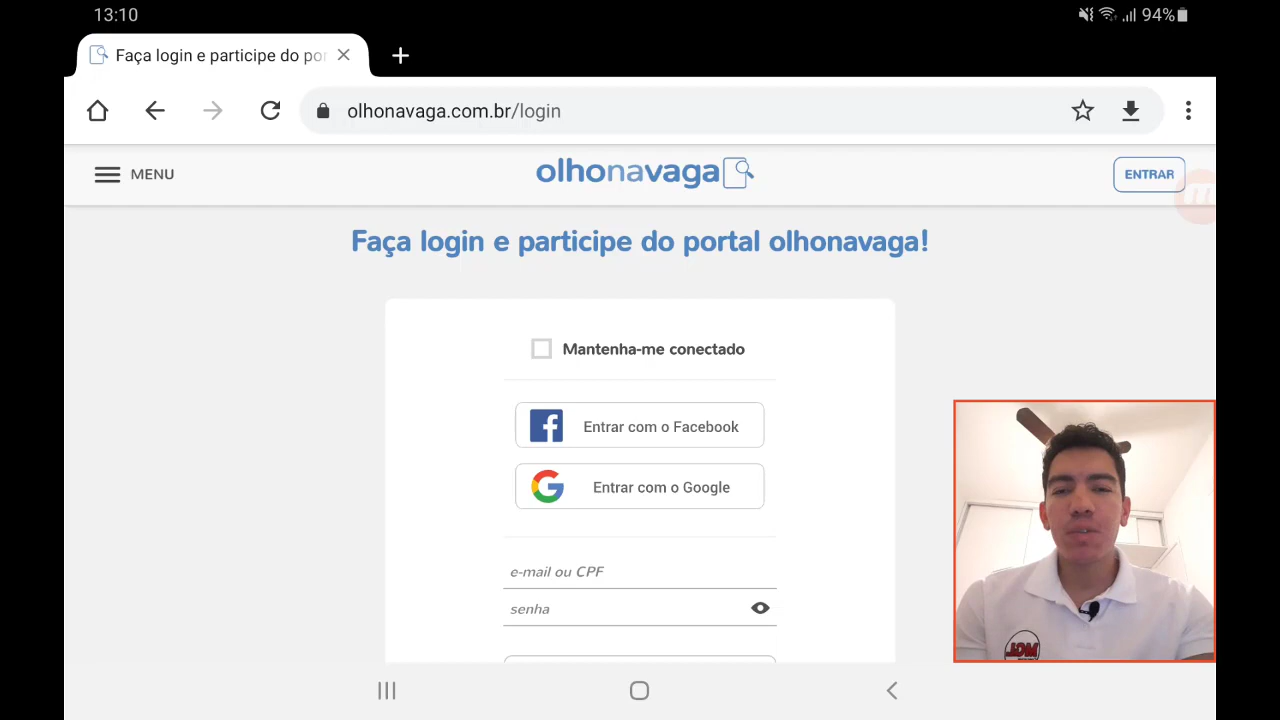 13:10
94%
Faça login e participe do por
olhonavaga.com.br/login
MENU
olhonavaga
ENTRAR
Faça login e participe do portal olhonavaga!
Mantenha-me conectado
Entrar com o Facebook
Entrar com o Google
e-mail ou CPF
senha